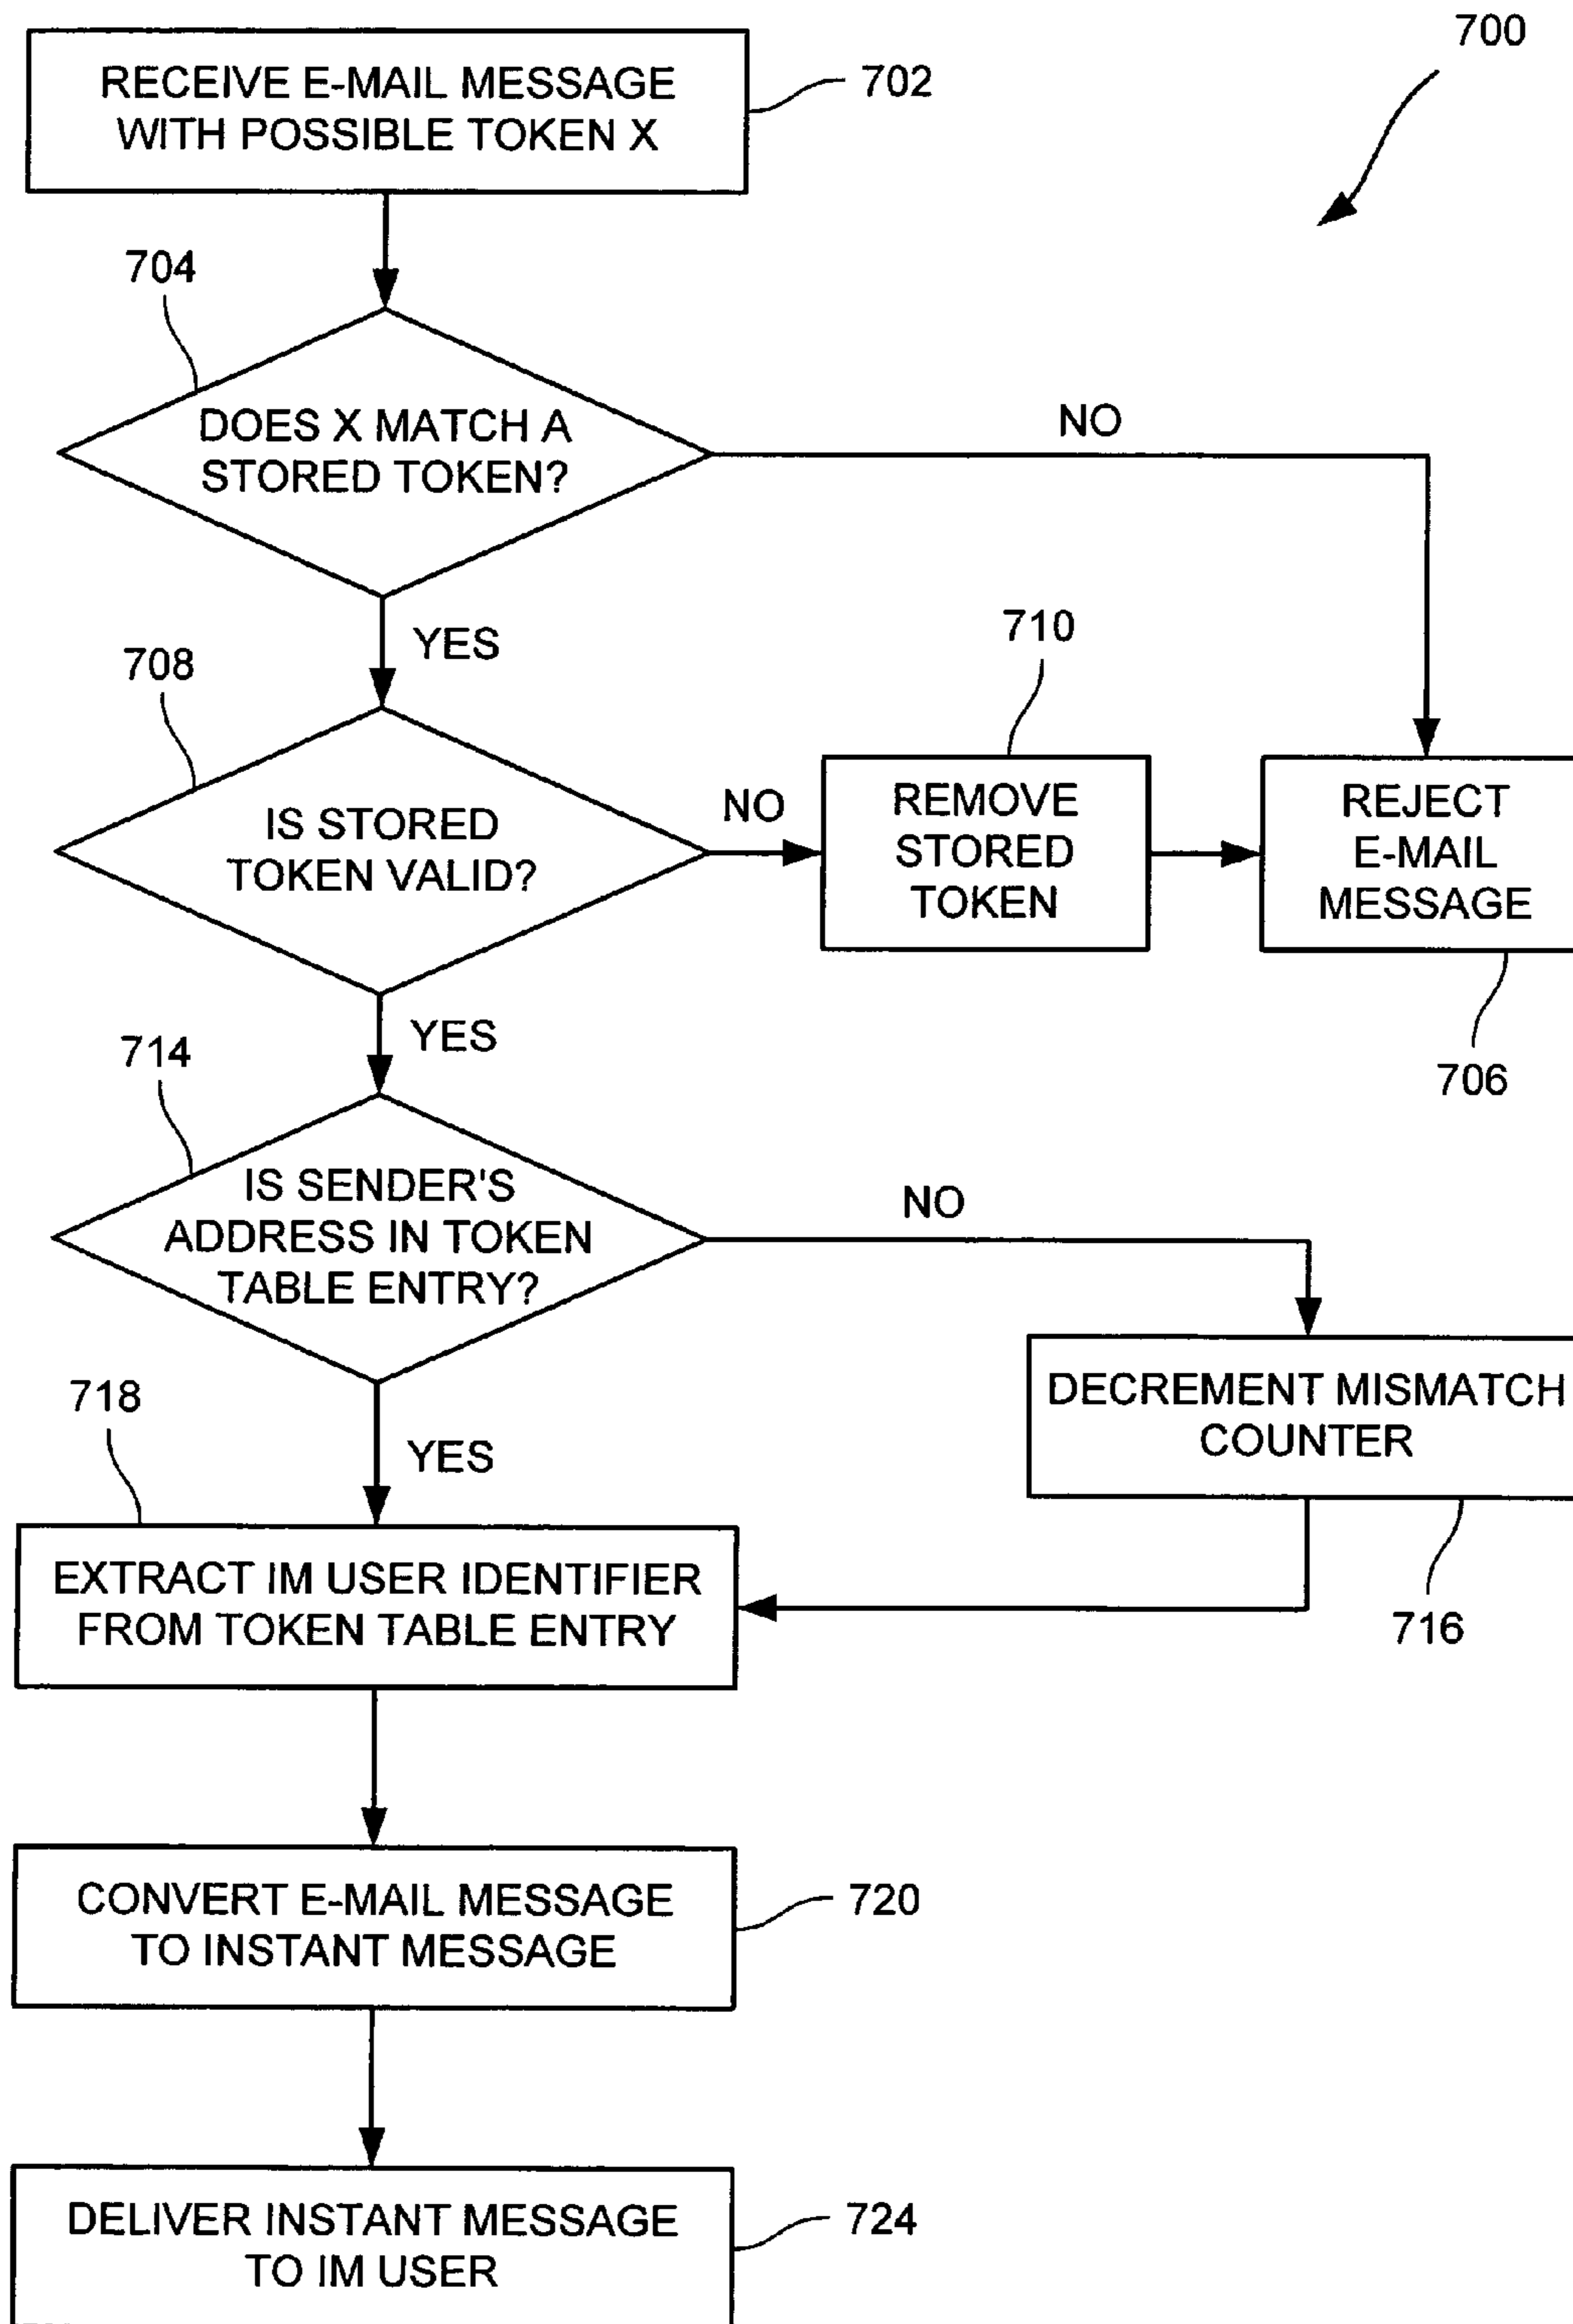 700
RECEIVE E-MAIL MESSAGE
WITH POSSIBLE TOKEN X
702
704
DOES X MATCH A
STORED TOKEN?
NO
YES
708
IS STORED
TOKEN VALID?
NO
710
REMOVE
STORED
TOKEN
REJECT
E-MAIL
MESSAGE
706
YES
714
IS SENDER'S
ADDRESS IN TOKEN
TABLE ENTRY?
NO
DECREMENT MISMATCH
COUNTER
716
YES
718
EXTRACT IM USER IDENTIFIER
FROM TOKEN TABLE ENTRY
CONVERT E-MAIL MESSAGE
TO INSTANT MESSAGE
720
DELIVER INSTANT MESSAGE
TO IM USER
724